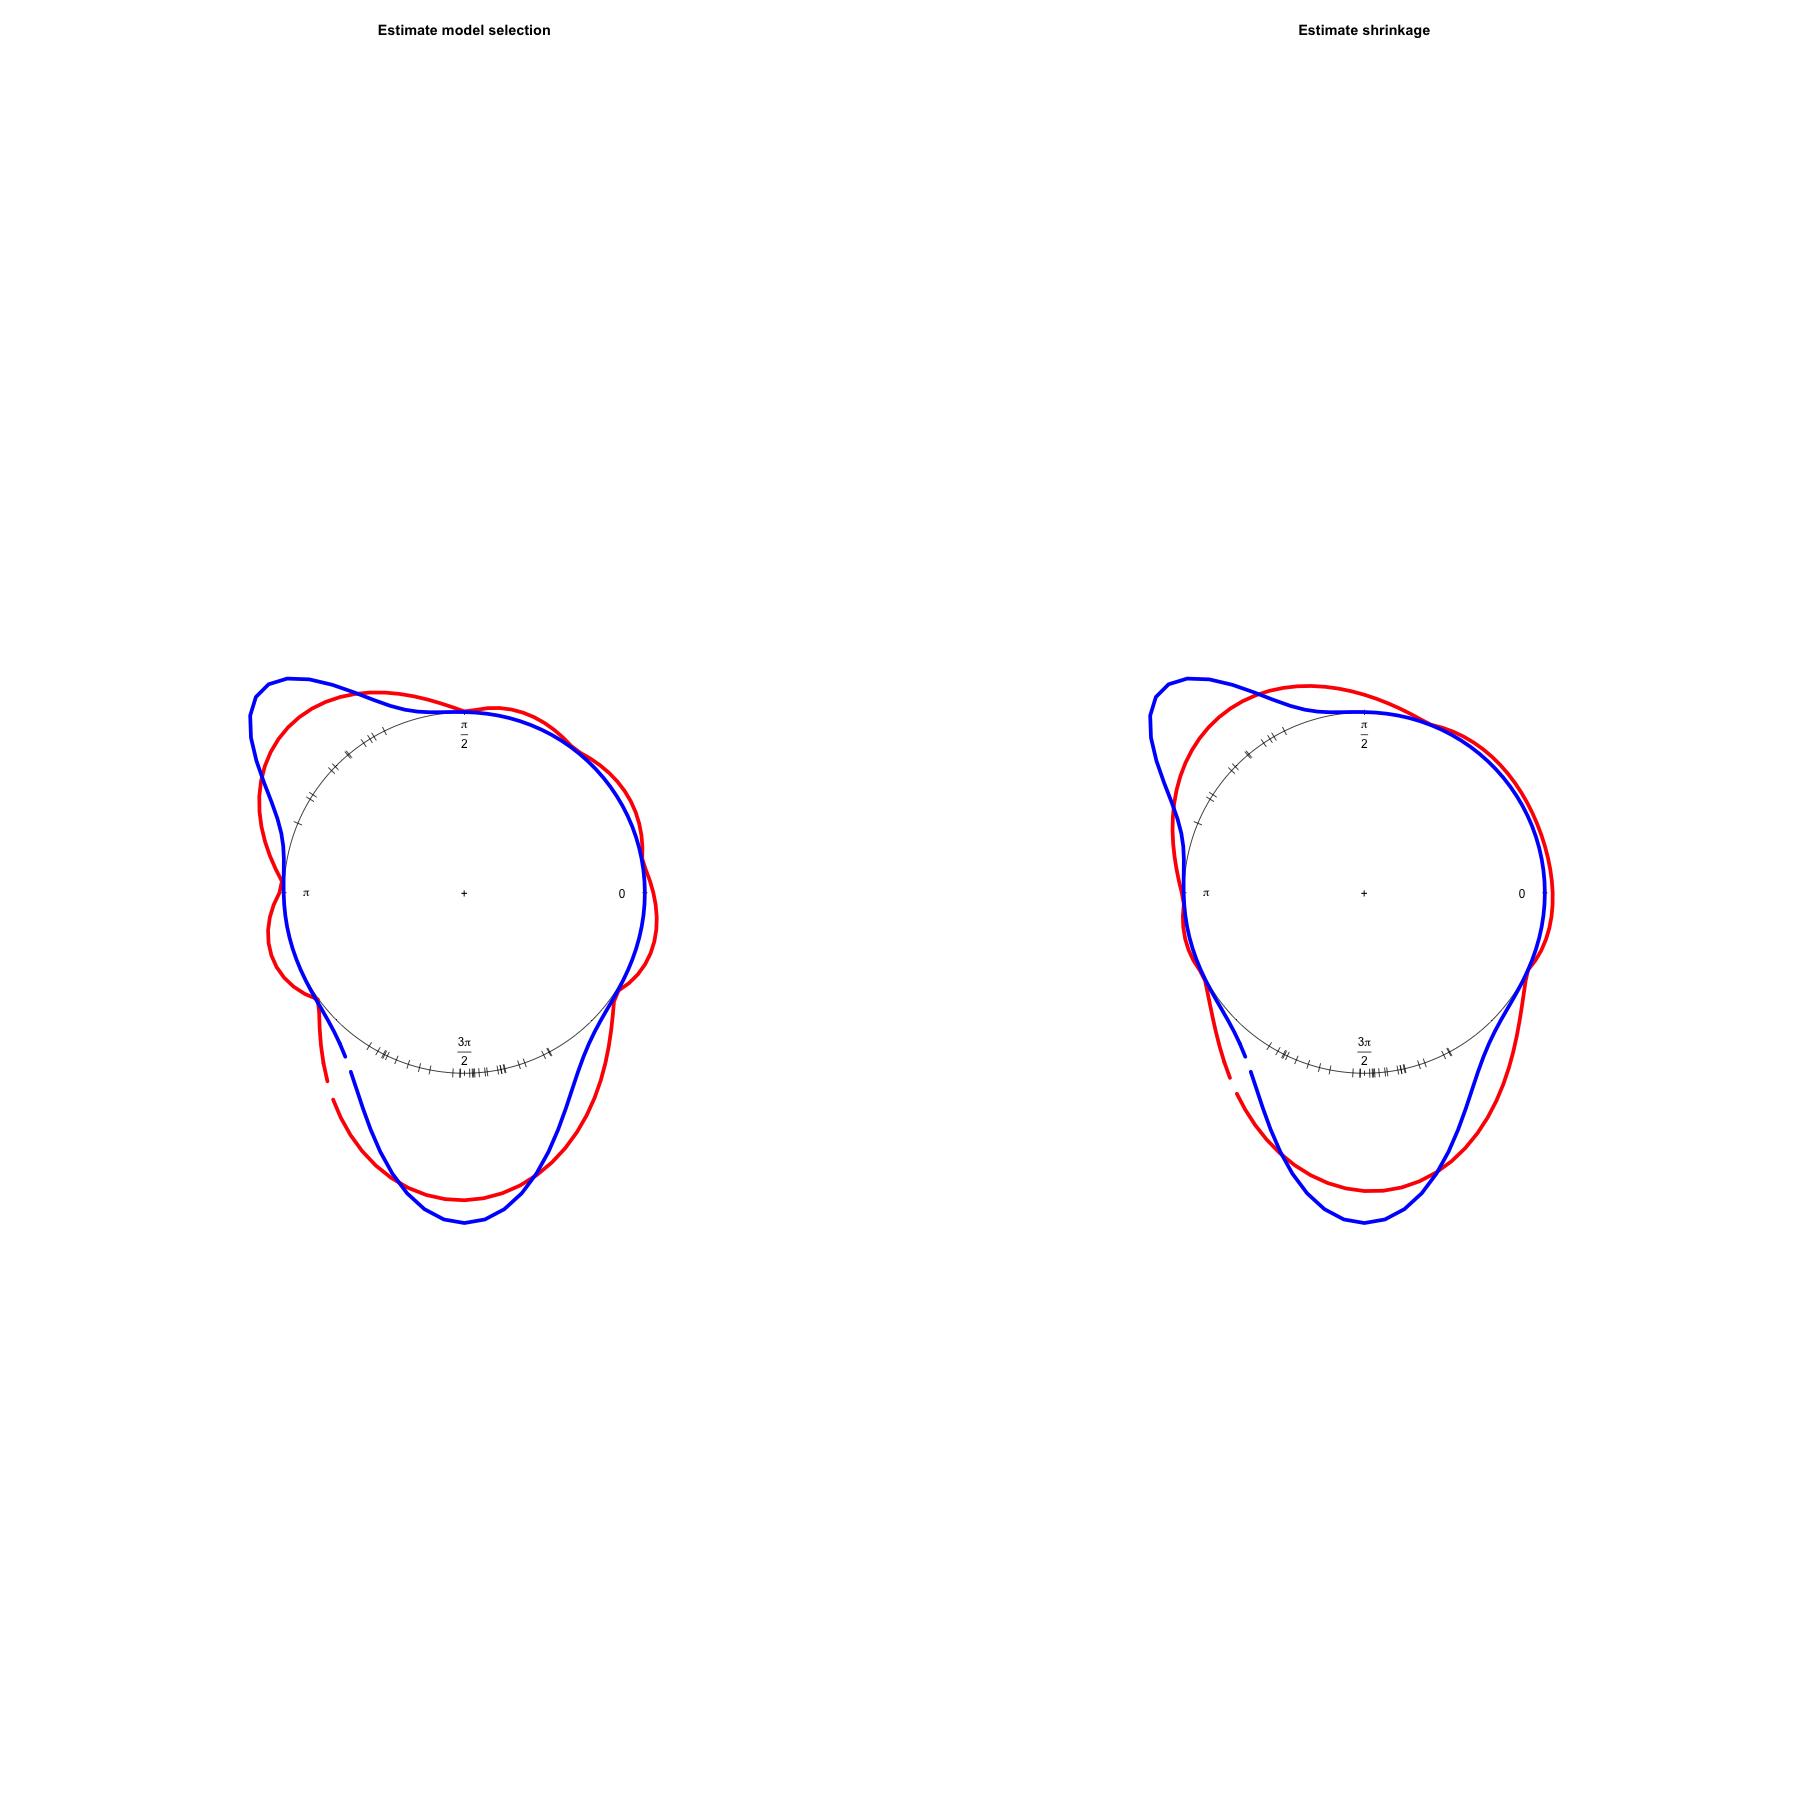 Estimate model selection
Estimate shrinkage
π
2
π
+
0
3π
2
π
2
π
+
0
3π
2